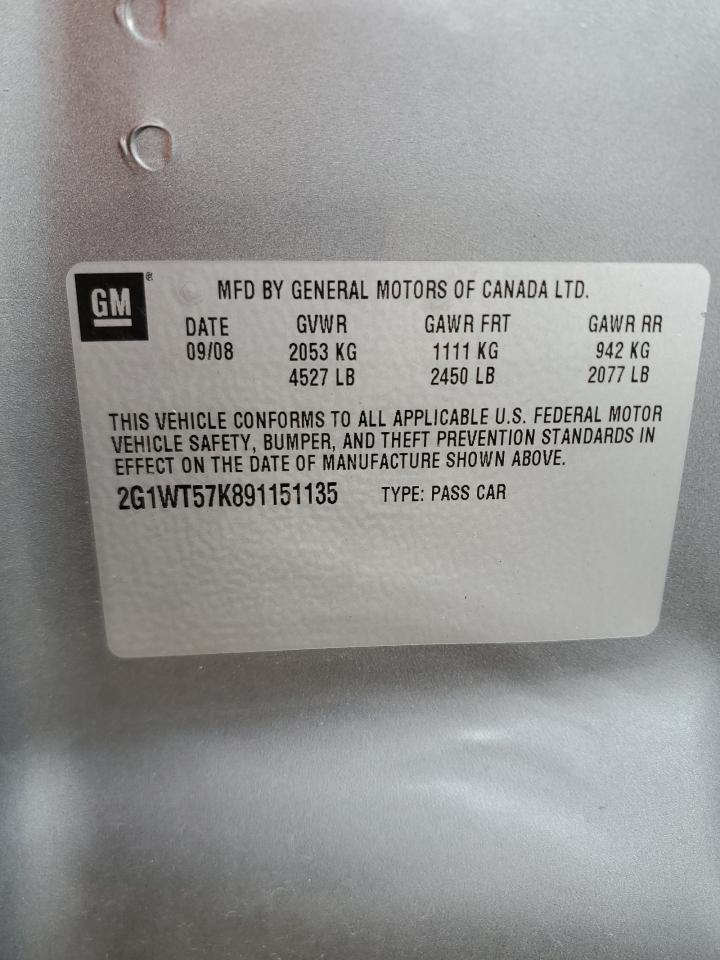 GM ® MFD BY GENERAL MOTORS OF CANADA LTD.
DATE GVWR GAWR FRT GAWR RR
09/08 2053 KG 1111 KG 942 KG
4527 LB 2450 LB 2077 LB
THIS VEHICLE CONFORMS TO ALL APPLICABLE U.S. FEDERAL MOTOR
VEHICLE SAFETY, BUMPER, AND THEFT PREVENTION STANDARDS IN
EFFECT ON THE DATE OF MANUFACTURE SHOWN ABOVE.
2G1WT57K891151135 TYPE: PASS CAR